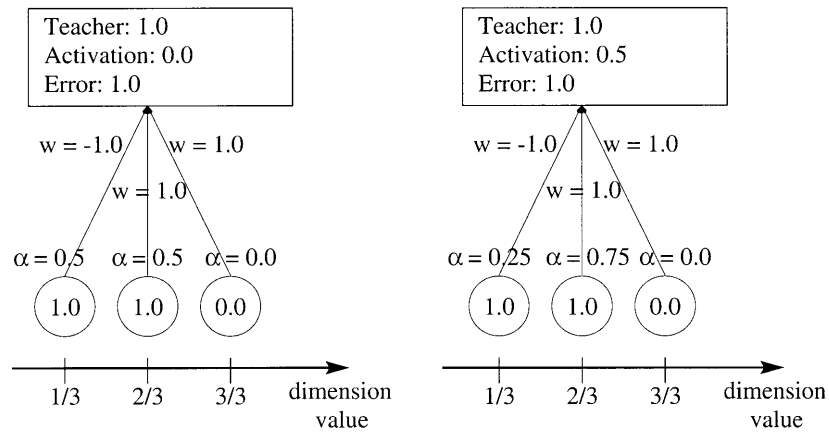 Teacher: 1.0
Activation: 0.0
Error: 1.0
w = -1.0
w = 1.0
w = 1.0
α = 0.5
α = 0.5
α = 0.0
1.0
1.0
0.0
1/3
2/3
3/3
dimension
value
Teacher: 1.0
Activation: 0.5
Error: 1.0
w = -1.0
w = 1.0
w = 1.0
α = 0.25
α = 0.75
α = 0.0
1.0
1.0
0.0
1/3
2/3
3/3
dimension
value